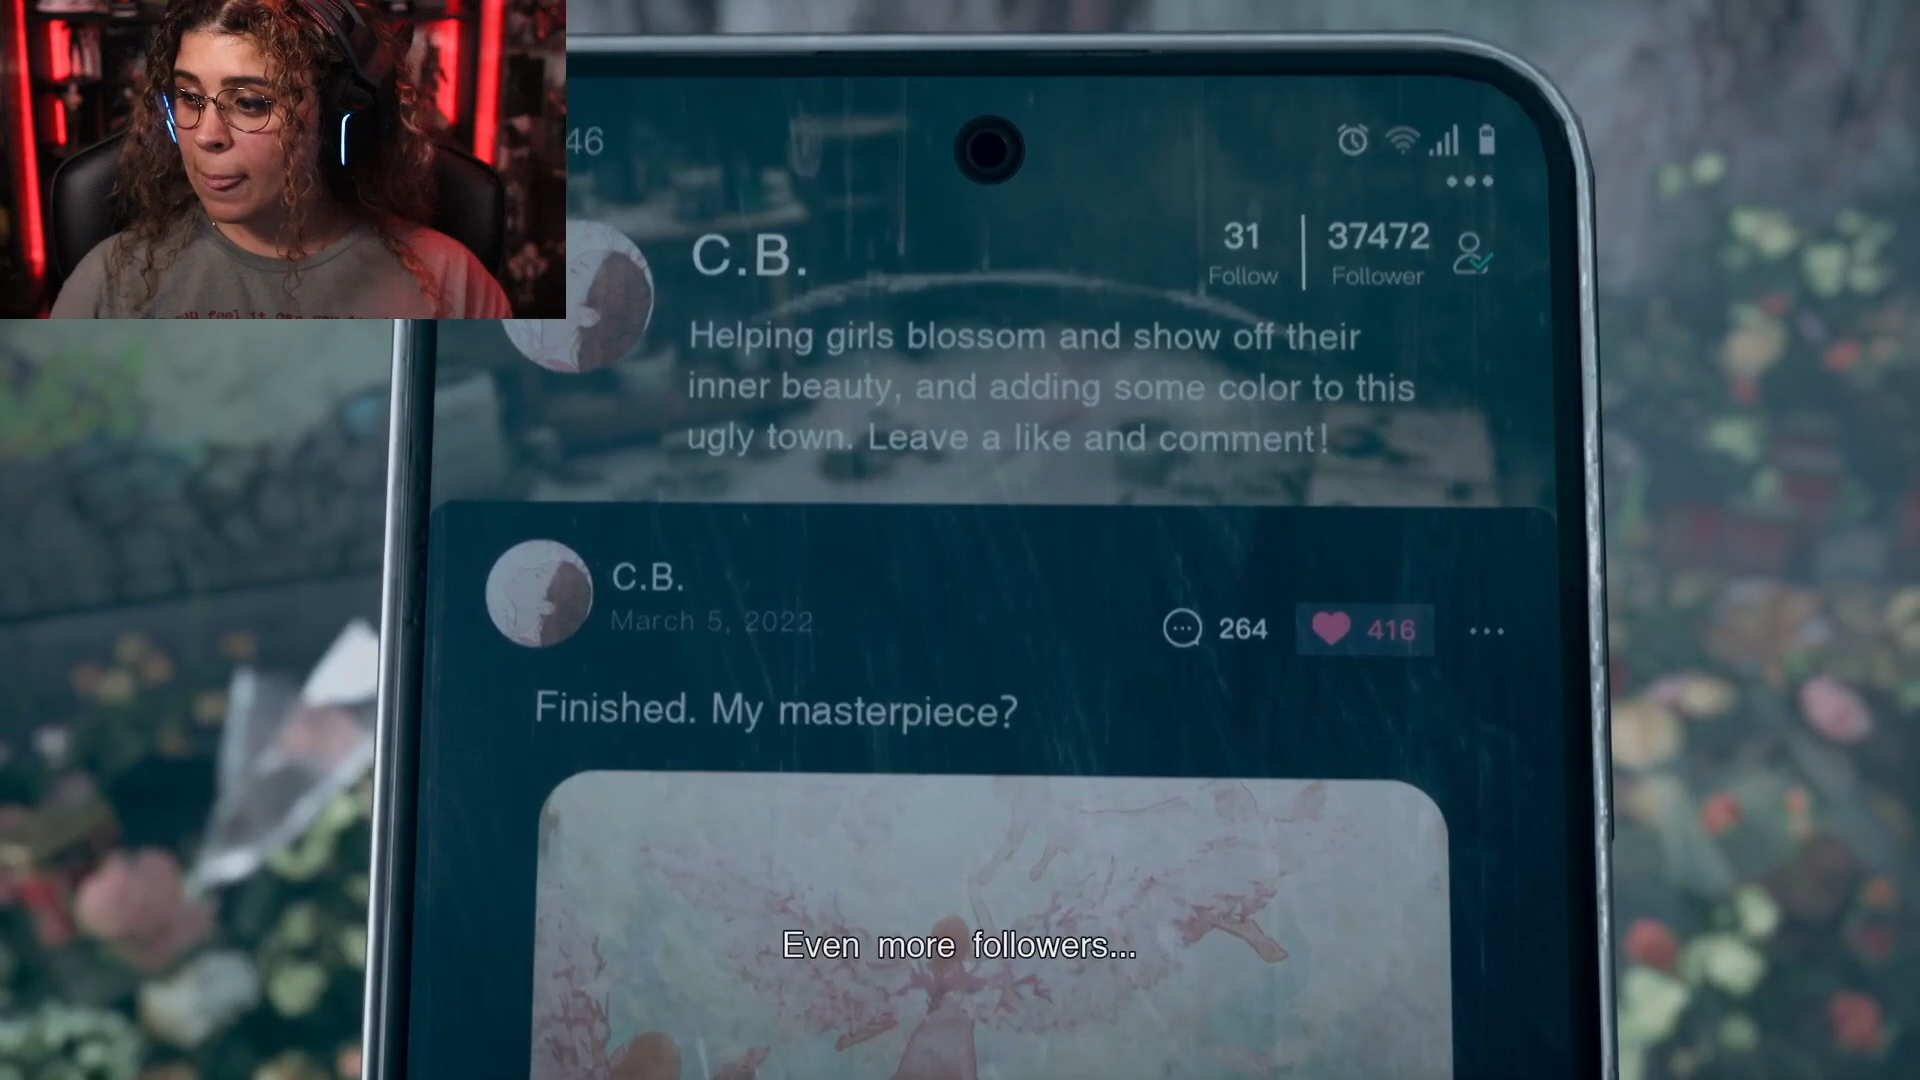 46
C.B.
31
Follow
37472
Follower
Helping girls blossom and show off their
inner beauty, and adding some color to this
ugly town. Leave a like and comment!
C.B.
March 5, 2022
264
416
Finished. My masterpiece?
Even more followers...